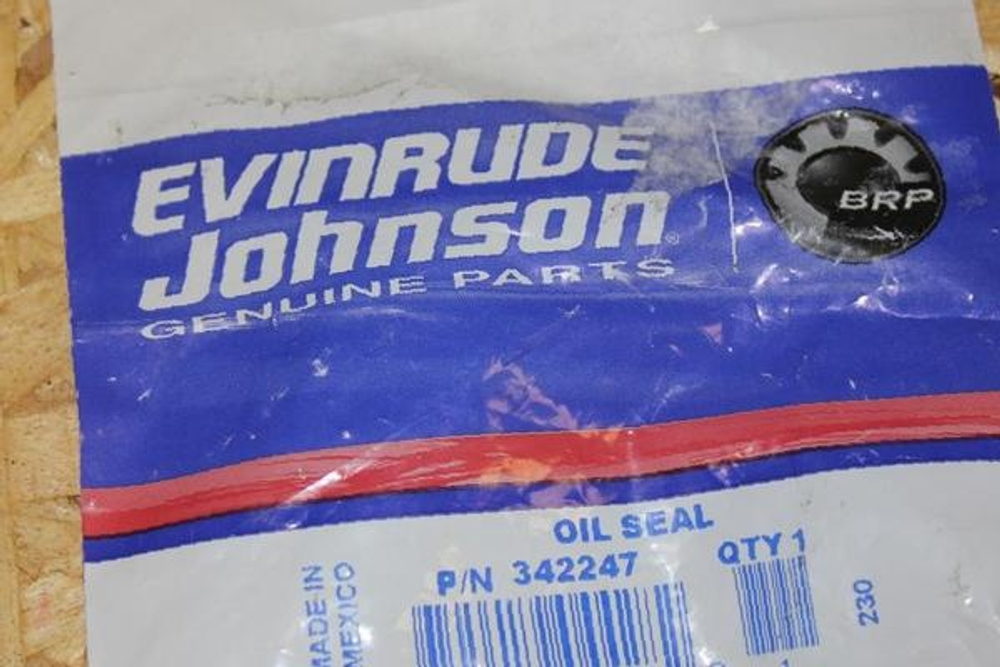 EVINRUDE
Johnson®
GENUINE PARTS
BRP
OIL SEAL
P/N 342247
QTY 1
MADE IN
MEXICO
230